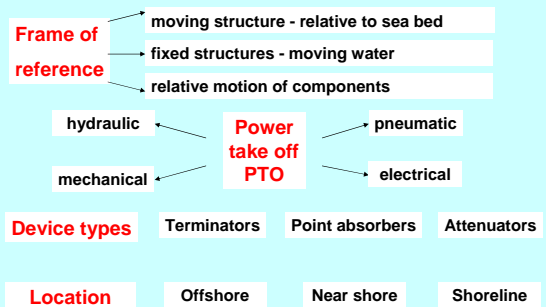 moving structure - relative to sea bed
Frame of
reference
fixed structures - moving water
relative motion of components
hydraulic
Power
take off
PTO
pneumatic
mechanical
electrical
Device types
Terminators
Point absorbers
Attenuators
Location
Offshore
Near shore
Shoreline